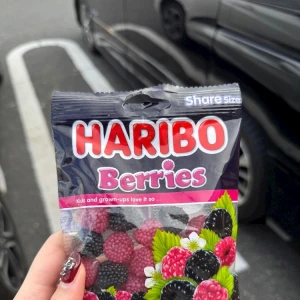 Share Size
HARIBO
Berries
kids and grown-ups love it so ...